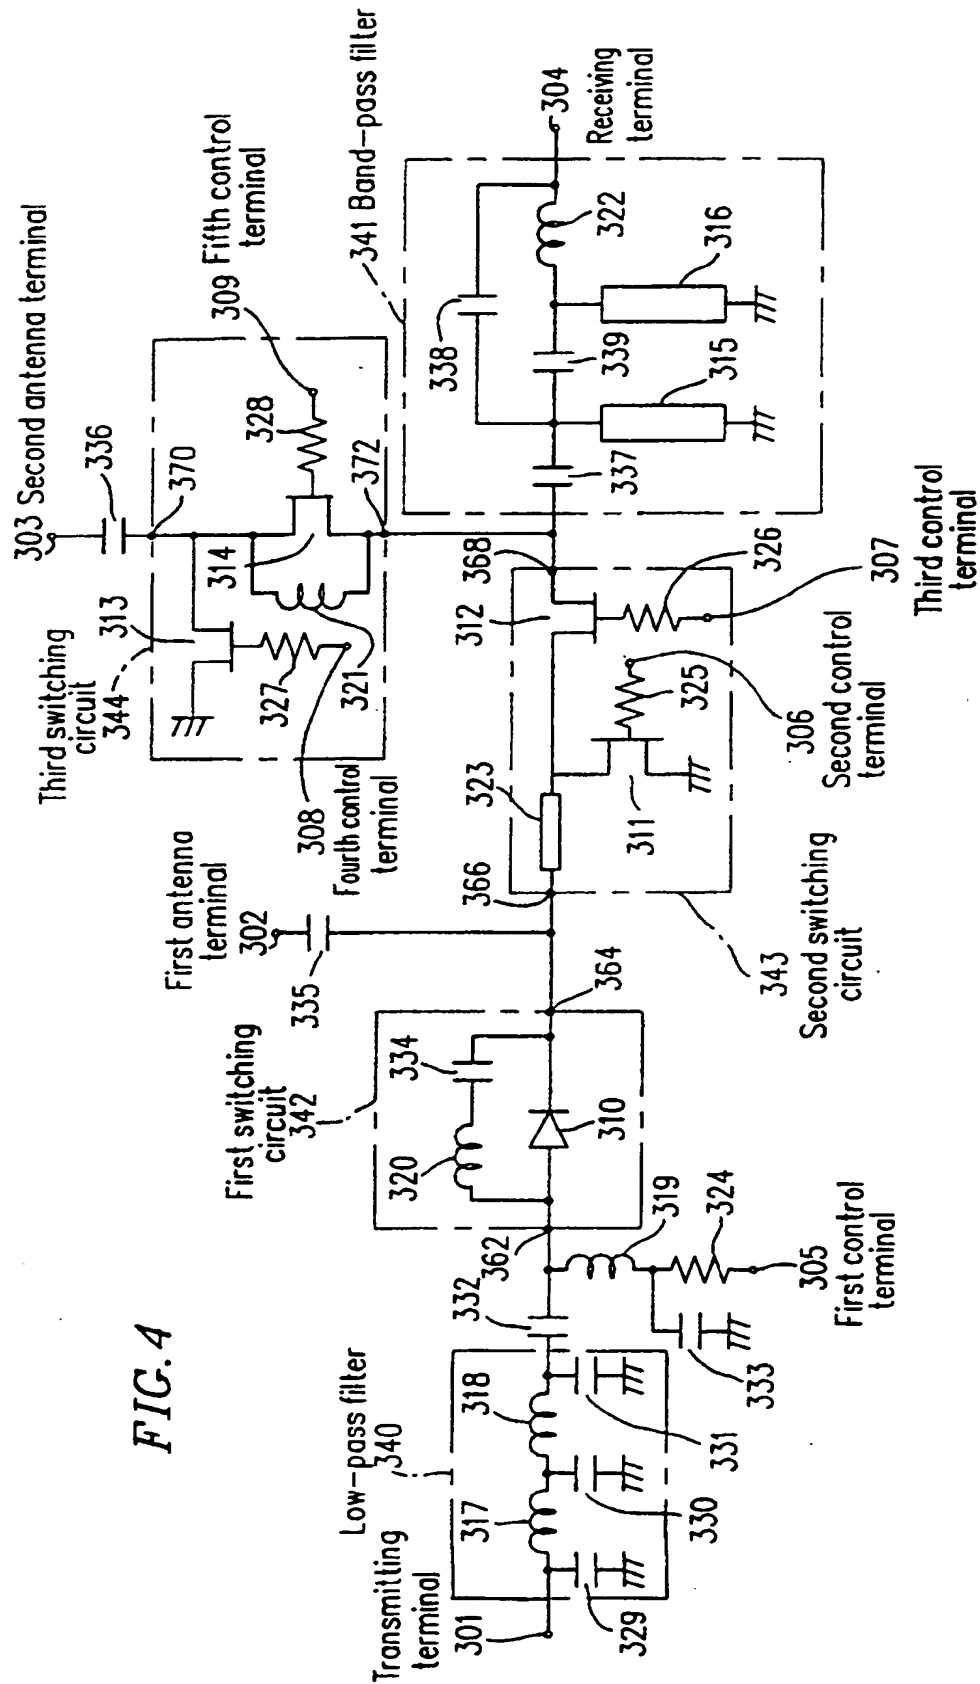 FIG. 4
303 Second antenna terminal
336
370
Third switching
circuit
344
313
314
327
321
308
Fourth control
terminal
328
309
Fifth control
terminal
372
341 Band-pass filter
338
322
304
Receiving
terminal
339
316
315
337
368
312
326
307
Third control
terminal
325
306
Second control
terminal
311
323
366
343
Second switching
circuit
First antenna
terminal
302
335
364
First switching
circuit
342
334
320
310
362
319
324
305
First control
terminal
333
332
Low-pass filter
340
318
317
331
330
329
Transmitting
terminal
301